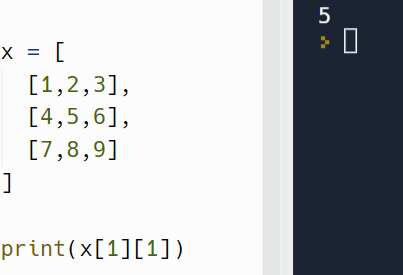 x = [
  [1,2,3],
  [4,5,6],
  [7,8,9]
]

print(x[1][1])
5